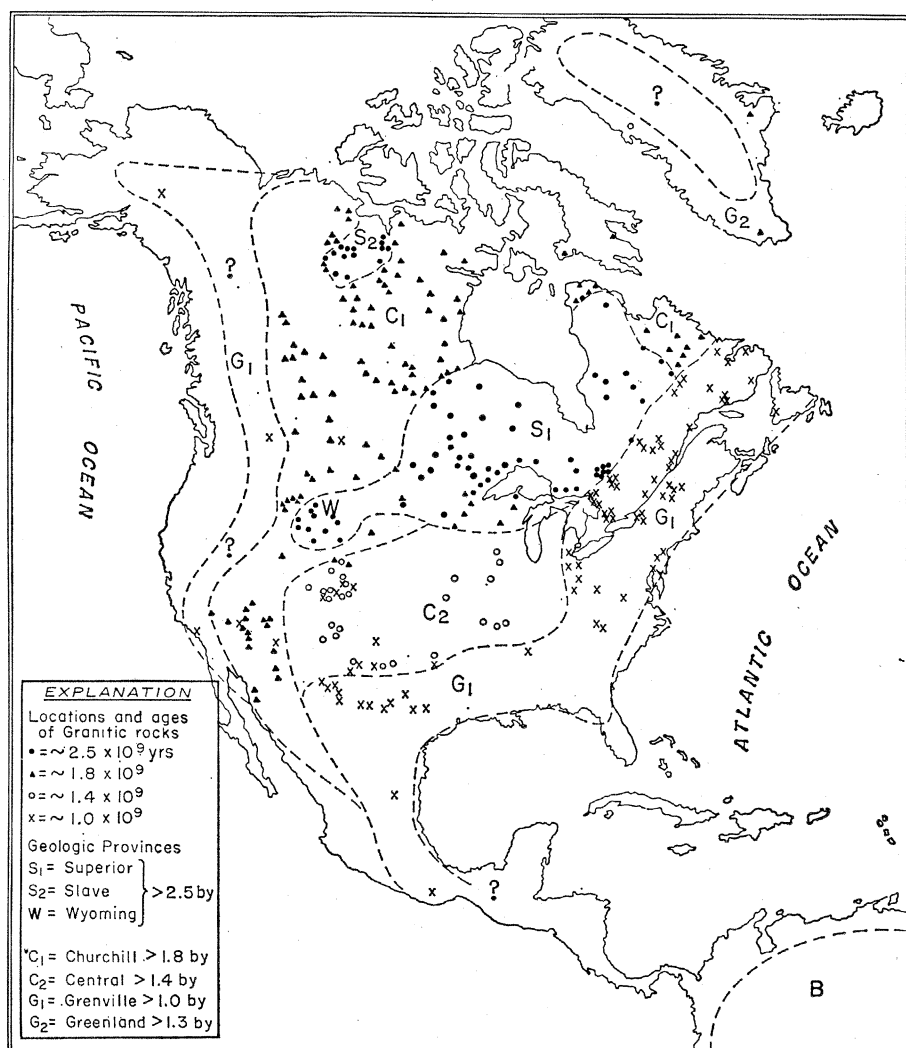 ?
G2
S2
C1
C1
?
G1
PACIFIC OCEAN
S1
G1
W
?
C2
ATLANTIC OCEAN
G1
?
B
EXPLANATION
Locations and ages
of Granitic rocks
• = ~ 2.5 x 10⁹ yrs
▲ = ~ 1.8 x 10⁹
o = ~ 1.4 x 10⁹
x = ~ 1.0 x 10⁹
Geologic Provinces
S1 = Superior
S2 = Slave } >2.5 by
W = Wyoming
C1 = Churchill > 1.8 by
C2 = Central > 1.4 by
G1 = Grenville > 1.0 by
G2 = Greenland > 1.3 by